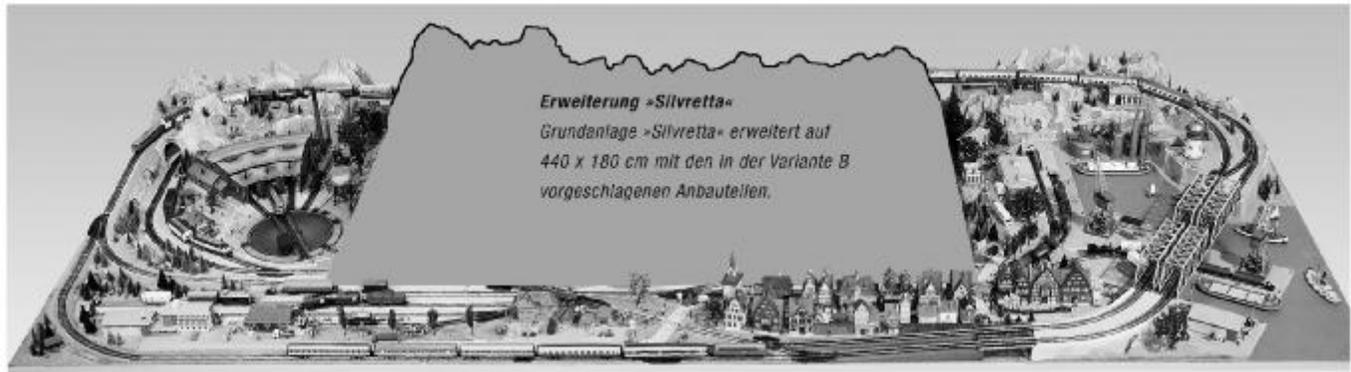 Erweiterung »Silvretta«
Grundanlage »Silvretta« erweitert auf
440 x 180 cm mit den in der Variante B
vorgeschlagenen Anbauteilen.